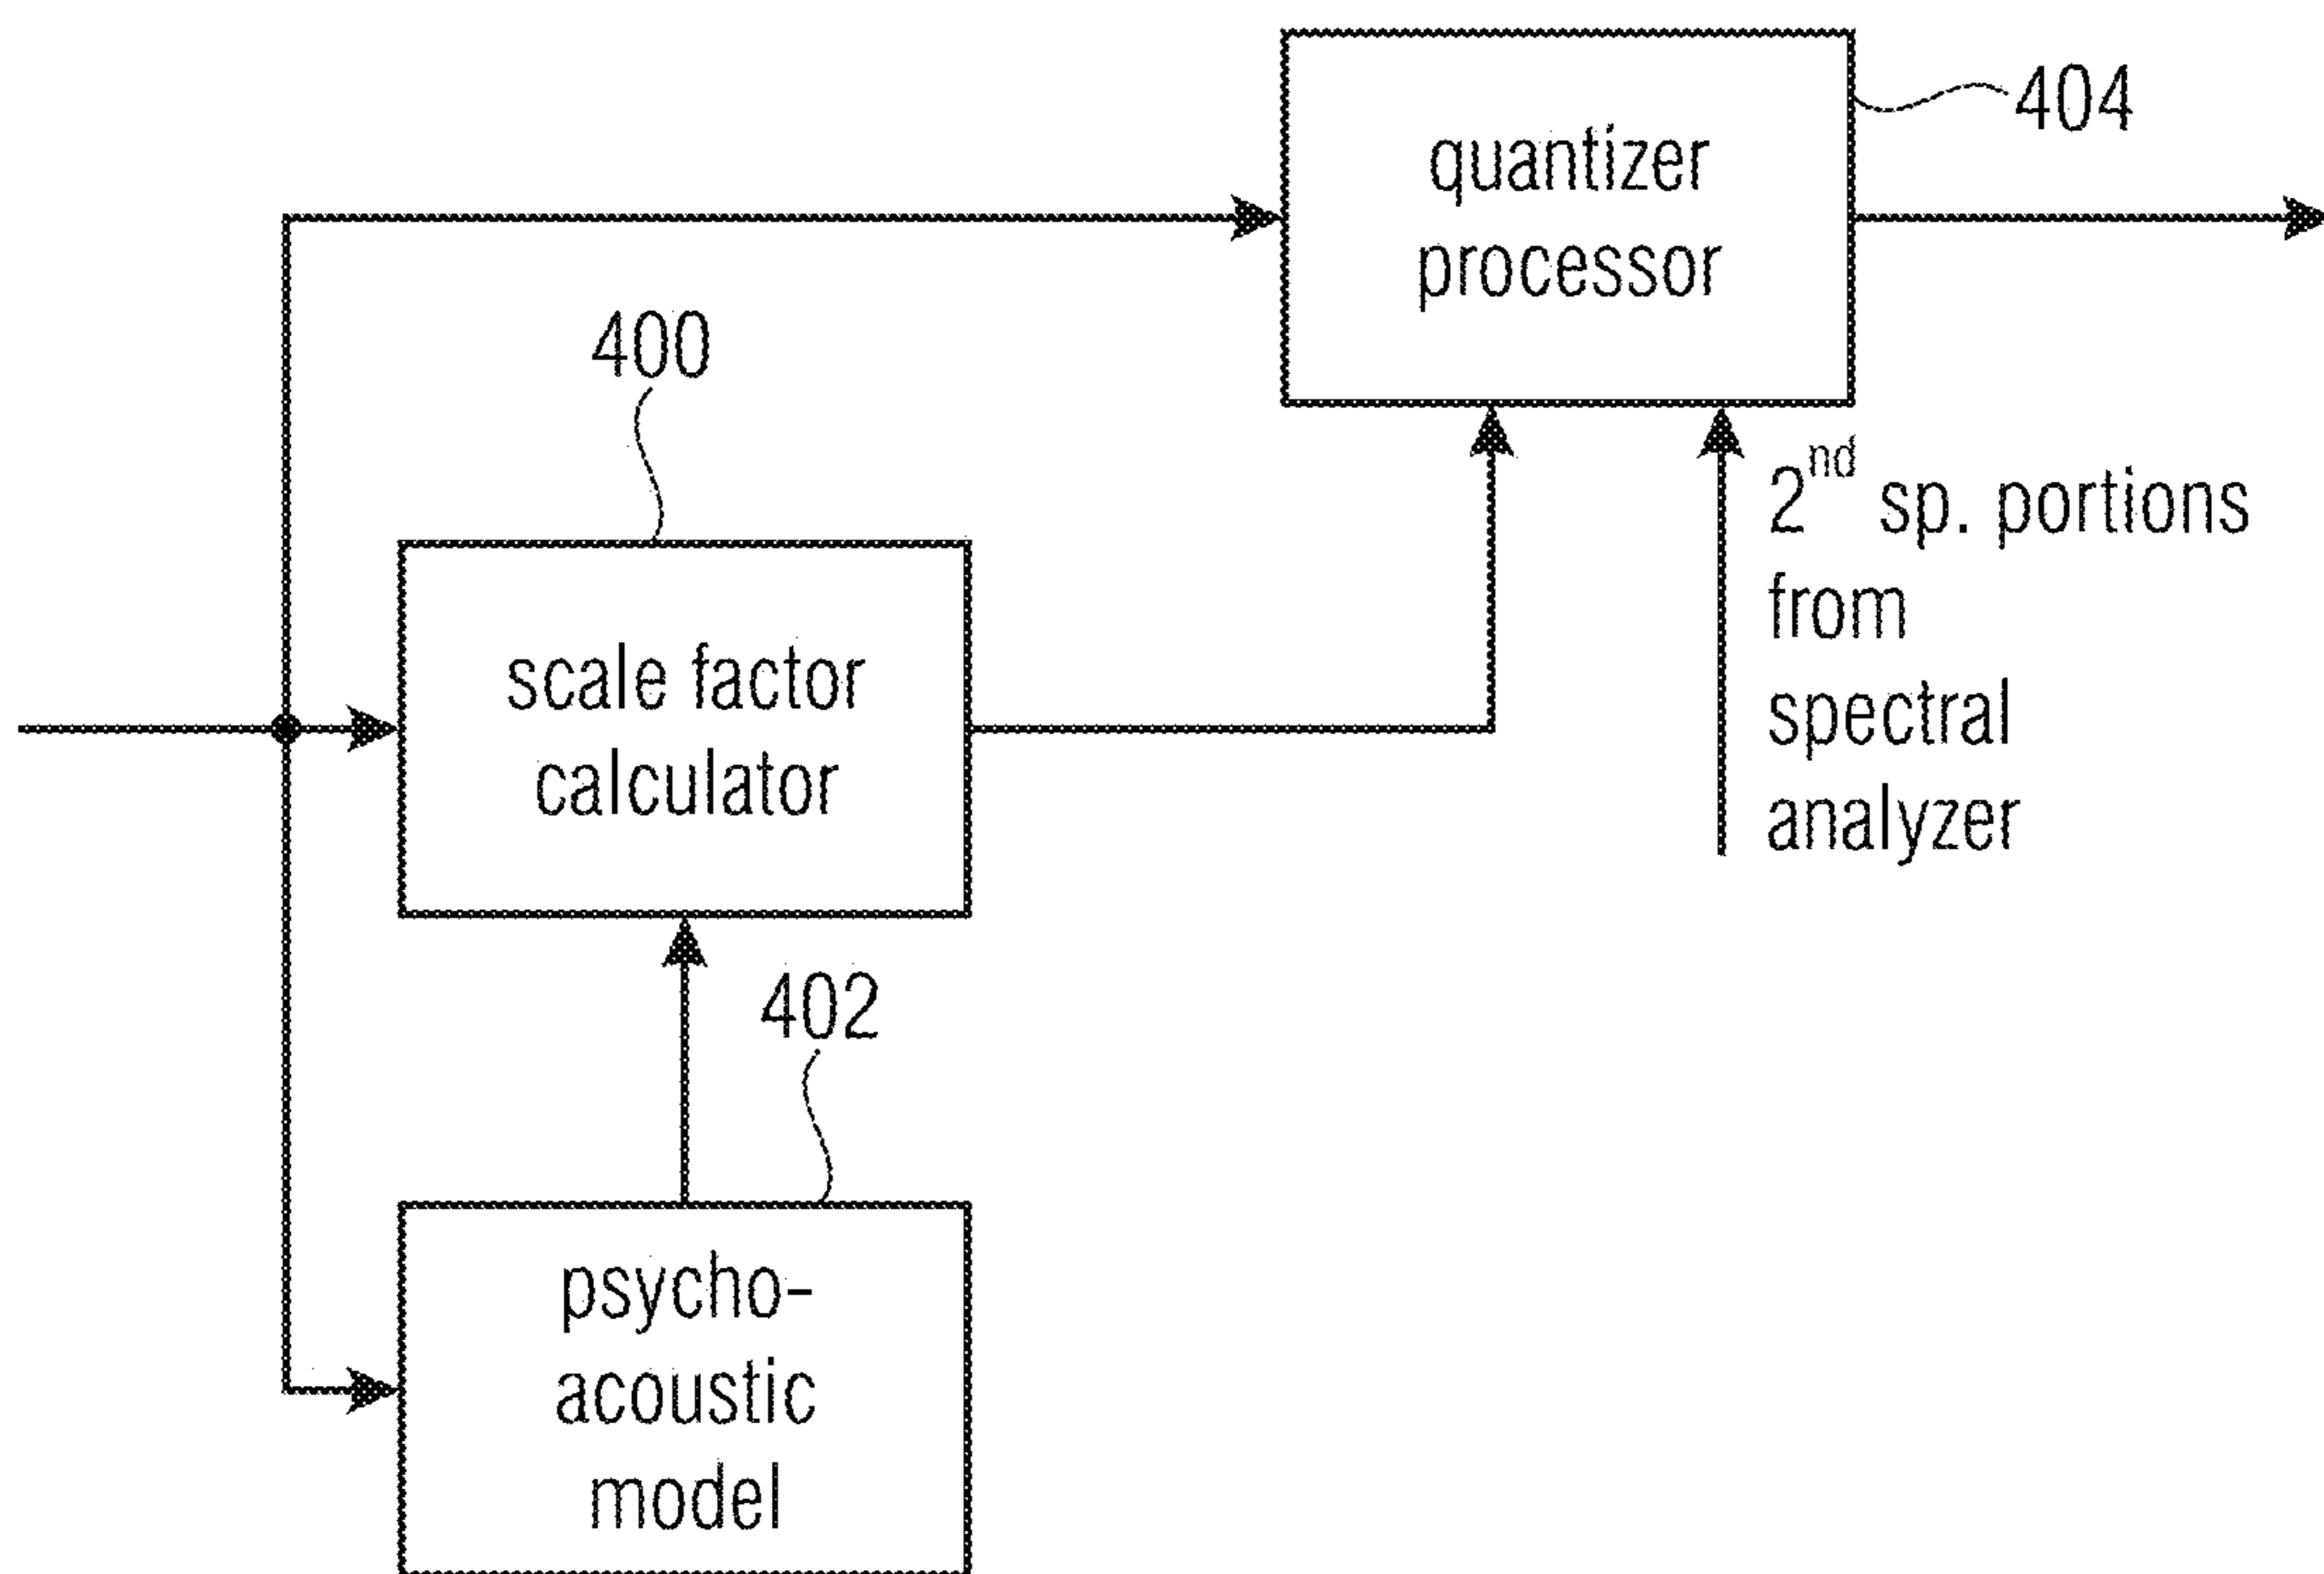 404
quantizer
processor
400
2nd sp. portions
from
spectral
analyzer
scale factor
calculator
402
psycho-
acoustic
model